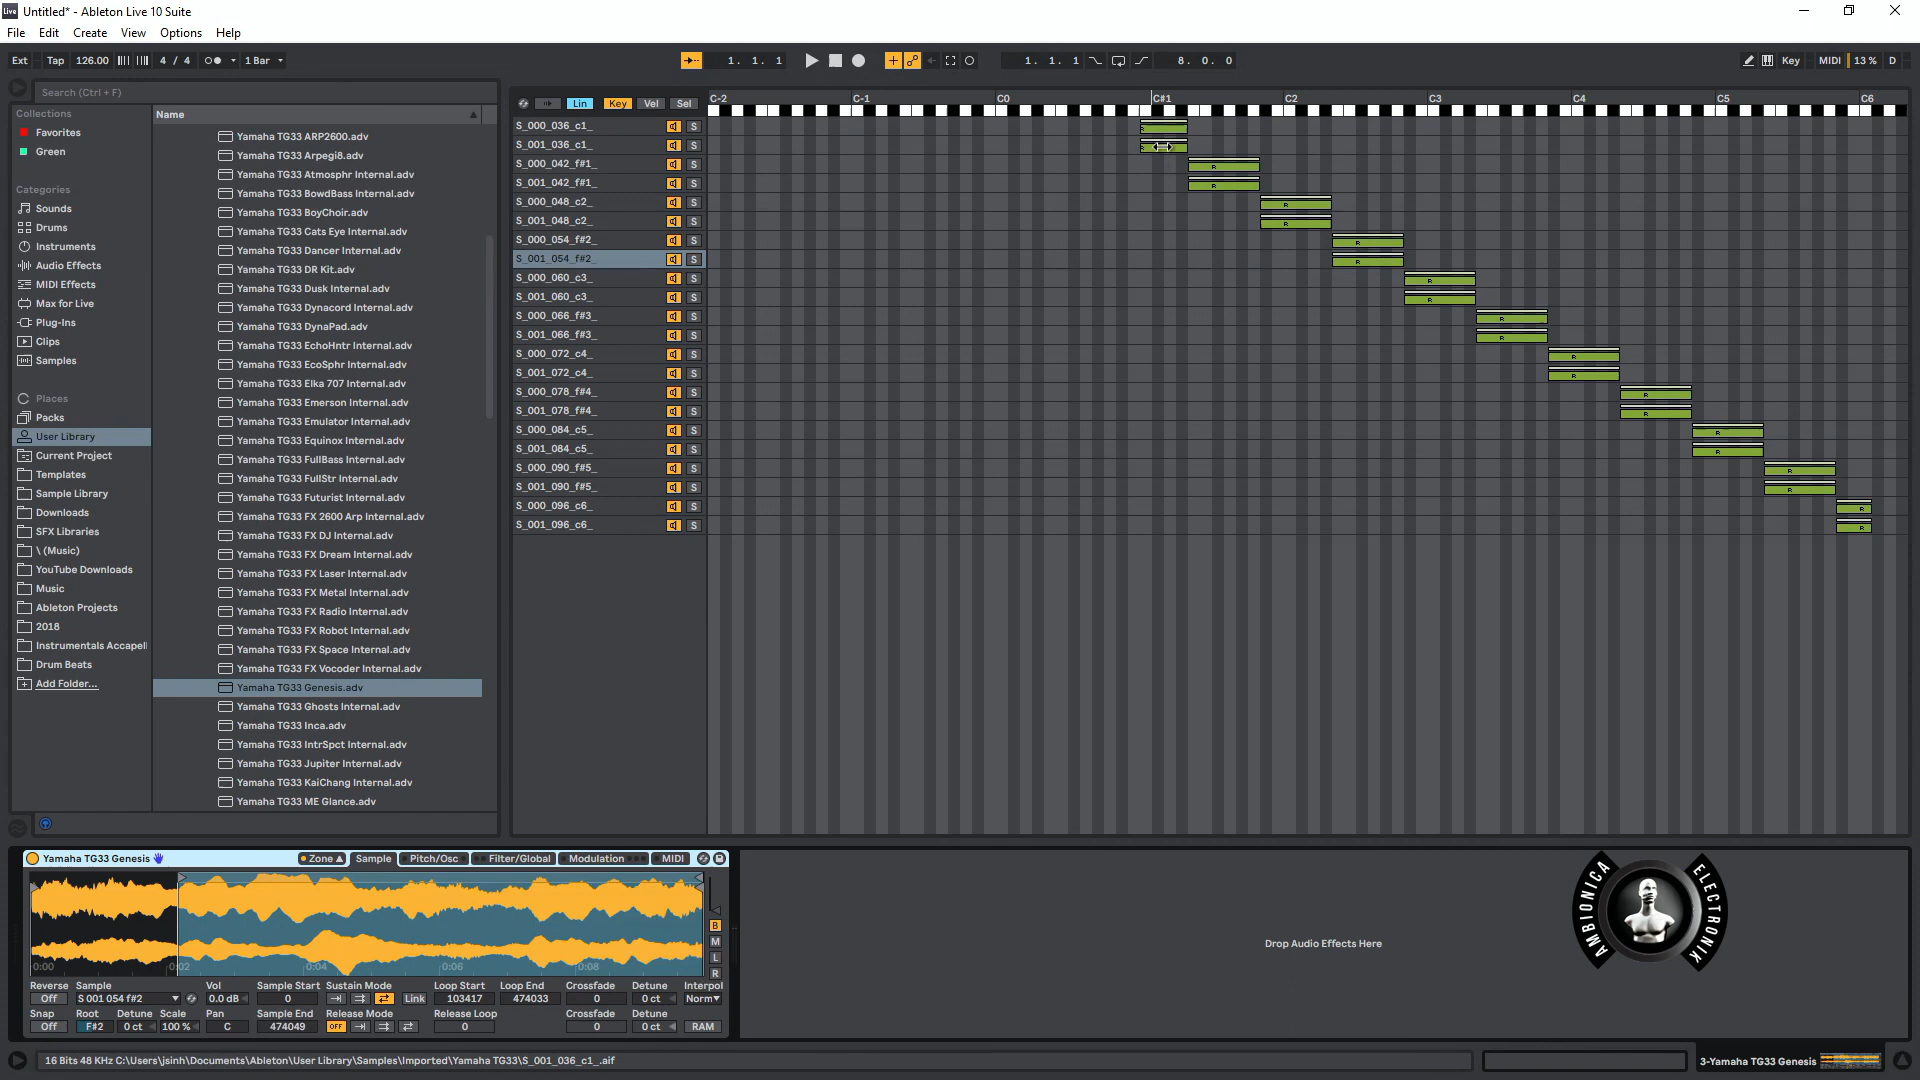 Live Untitled* - Ableton Live 10 Suite
File Edit Create View Options Help
Ext Tap 126.00 4 / 4 1 Bar 1. 1. 1 1. 1. 1 8. 0. 0 Key MIDI 13 % D
Search (Ctrl + F)
Collections
Favorites
Green
Categories
Sounds
Drums
Instruments
Audio Effects
MIDI Effects
Max for Live
Plug-Ins
Clips
Samples
Places
Packs
User Library
Current Project
Templates
Sample Library
Downloads
SFX Libraries
\ (Music)
YouTube Downloads
Music
Ableton Projects
2018
Instrumentals Accapell
Drum Beats
Add Folder...
Name
Yamaha TG33 ARP2600.adv
Yamaha TG33 Arpegi8.adv
Yamaha TG33 Atmosphr Internal.adv
Yamaha TG33 BowdBass Internal.adv
Yamaha TG33 BoyChoir.adv
Yamaha TG33 Cats Eye Internal.adv
Yamaha TG33 Dancer Internal.adv
Yamaha TG33 DR Kit.adv
Yamaha TG33 Dusk Internal.adv
Yamaha TG33 Dynacord Internal.adv
Yamaha TG33 DynaPad.adv
Yamaha TG33 EchoHntr Internal.adv
Yamaha TG33 EcoSphr Internal.adv
Yamaha TG33 Elka 707 Internal.adv
Yamaha TG33 Emerson Internal.adv
Yamaha TG33 Emulator Internal.adv
Yamaha TG33 Equinox Internal.adv
Yamaha TG33 FullBass Internal.adv
Yamaha TG33 FullStr Internal.adv
Yamaha TG33 Futurist Internal.adv
Yamaha TG33 FX 2600 Arp Internal.adv
Yamaha TG33 FX DJ Internal.adv
Yamaha TG33 FX Dream Internal.adv
Yamaha TG33 FX Laser Internal.adv
Yamaha TG33 FX Metal Internal.adv
Yamaha TG33 FX Radio Internal.adv
Yamaha TG33 FX Robot Internal.adv
Yamaha TG33 FX Space Internal.adv
Yamaha TG33 FX Vocoder Internal.adv
Yamaha TG33 Genesis.adv
Yamaha TG33 Ghosts Internal.adv
Yamaha TG33 Inca.adv
Yamaha TG33 IntrSpct Internal.adv
Yamaha TG33 Jupiter Internal.adv
Yamaha TG33 KaiChang Internal.adv
Yamaha TG33 ME Glance.adv
Lin Key Vel Sel C-2 C-1 C0 C#1 C2 C3 C4 C5 C6
S_000_036_c1_ S R
S_001_036_c1_ S R
S_000_042_f#1_ S R
S_001_042_f#1_ S R
S_000_048_c2_ S R
S_001_048_c2_ S R
S_000_054_f#2_ S R
S_001_054_f#2_ S R
S_000_060_c3_ S R
S_001_060_c3_ S R
S_000_066_f#3_ S R
S_001_066_f#3_ S R
S_000_072_c4_ S R
S_001_072_c4_ S R
S_000_078_f#4_ S R
S_001_078_f#4_ S R
S_000_084_c5_ S R
S_001_084_c5_ S R
S_000_090_f#5_ S R
S_001_090_f#5_ S R
S_000_096_c6_ S R
S_001_096_c6_ S R
Yamaha TG33 Genesis Zone Sample Pitch/Osc Filter/Global Modulation MIDI
B
M
L
R
0:00 0:02 0:04 0:06 0:08
Reverse Sample Vol Sample Start Sustain Mode Loop Start Loop End Crossfade Detune Interpol
Off S 001 054 f#2 0.0 dB 0 Link 103417 474033 0 0 ct Norm
Snap Root Detune Scale Pan Sample End Release Mode Release Loop Crossfade Detune
Off F#2 0 ct 100 % C 474049 OFF 0 0 0 ct RAM
Drop Audio Effects Here
AMBIONICA ELECTRONIK
16 Bits 48 KHz C:\Users\jsinh\Documents\Ableton\User Library\Samples\Imported\Yamaha TG33\S_001_036_c1_.aif
3-Yamaha TG33 Genesis